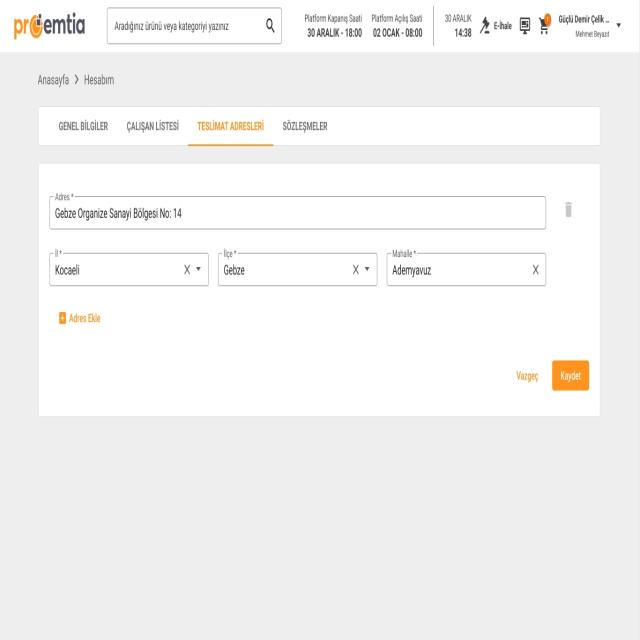 proemtia
Aradığınız ürünü veya kategoriyi yazınız
Platform Kapanış Saati
30 ARALIK - 18:00
Platform Açılış Saati
02 OCAK - 08:00
30 ARALIK
14:38
E-İhale
Güçlü Demir Çelik ...
Mehmet Beyazıt
Anasayfa > Hesabım
GENEL BİLGİLER
ÇALIŞAN LİSTESİ
TESLİMAT ADRESLERİ
SÖZLEŞMELER
Adres *
Gebze Organize Sanayi Bölgesi No: 14
İl *
Kocaeli
İlçe *
Gebze
Mahalle *
Ademyavuz
Adres Ekle
Vazgeç
Kaydet